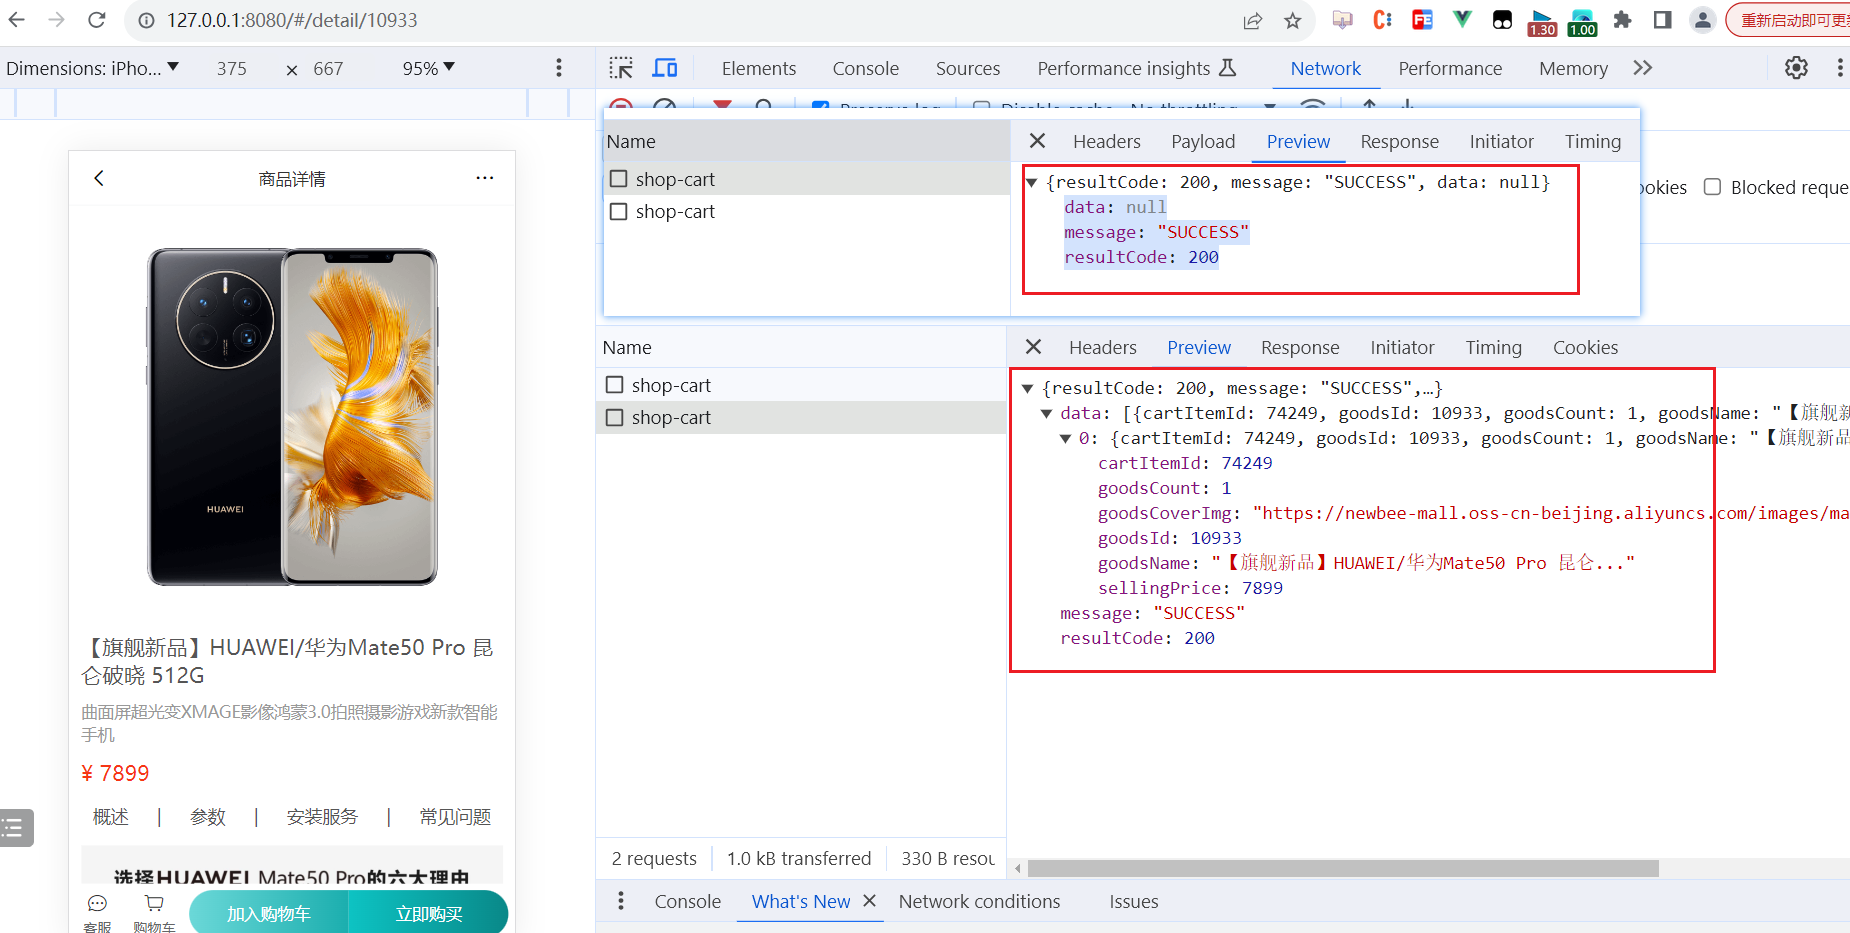 127.0.0.1:8080/#/detail/10933
1.30
1.00
重新启动即可更
Dimensions: iPho...
375
×
667
95%
Elements
Console
Sources
Performance insights
Network
Performance
Memory
Preserve log
Disable cache
No throttling
Name
shop-cart
shop-cart
Headers
Payload
Preview
Response
Initiator
Timing
{resultCode: 200, message: "SUCCESS", data: null}
data: null
message: "SUCCESS"
resultCode: 200
ookies
Blocked reque
商品详情
HUAWEI
【旗舰新品】HUAWEI/华为Mate50 Pro 昆
仑破晓 512G
曲面屏超光变XMAGE影像鸿蒙3.0拍照摄影游戏新款智能
手机
¥ 7899
概述 | 参数 | 安装服务 | 常见问题
选择HUAWEI Mate50 Pro的六大理由
客服
购物车
加入购物车
立即购买
Name
shop-cart
shop-cart
Headers
Preview
Response
Initiator
Timing
Cookies
{resultCode: 200, message: "SUCCESS",…}
data: [{cartItemId: 74249, goodsId: 10933, goodsCount: 1, goodsName: "【旗舰新
0: {cartItemId: 74249, goodsId: 10933, goodsCount: 1, goodsName: "【旗舰新品
cartItemId: 74249
goodsCount: 1
goodsCoverImg: "https://newbee-mall.oss-cn-beijing.aliyuncs.com/images/ma
goodsId: 10933
goodsName: "【旗舰新品】HUAWEI/华为Mate50 Pro 昆仑..."
sellingPrice: 7899
message: "SUCCESS"
resultCode: 200
2 requests
1.0 kB transferred
330 B resou
Console
What's New
Network conditions
Issues